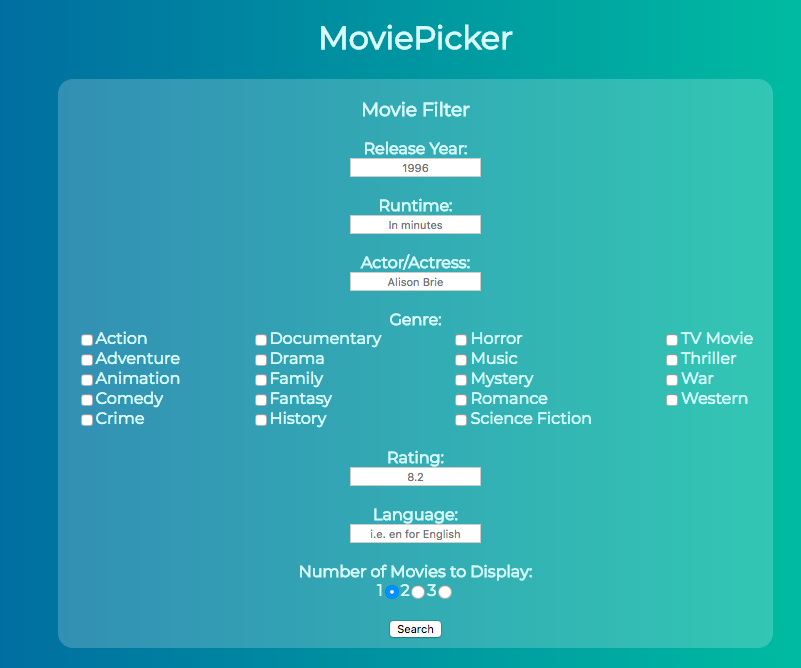 MoviePicker
Movie Filter
Release Year:
1996
Runtime:
In minutes
Actor/Actress:
Alison Brie
Genre:
Action
Adventure
Animation
Comedy
Crime
Documentary
Drama
Family
Fantasy
History
Horror
Music
Mystery
Romance
Science Fiction
TV Movie
Thriller
War
Western
Rating:
8.2
Language:
i.e. en for English
Number of Movies to Display:
1 2 3
Search